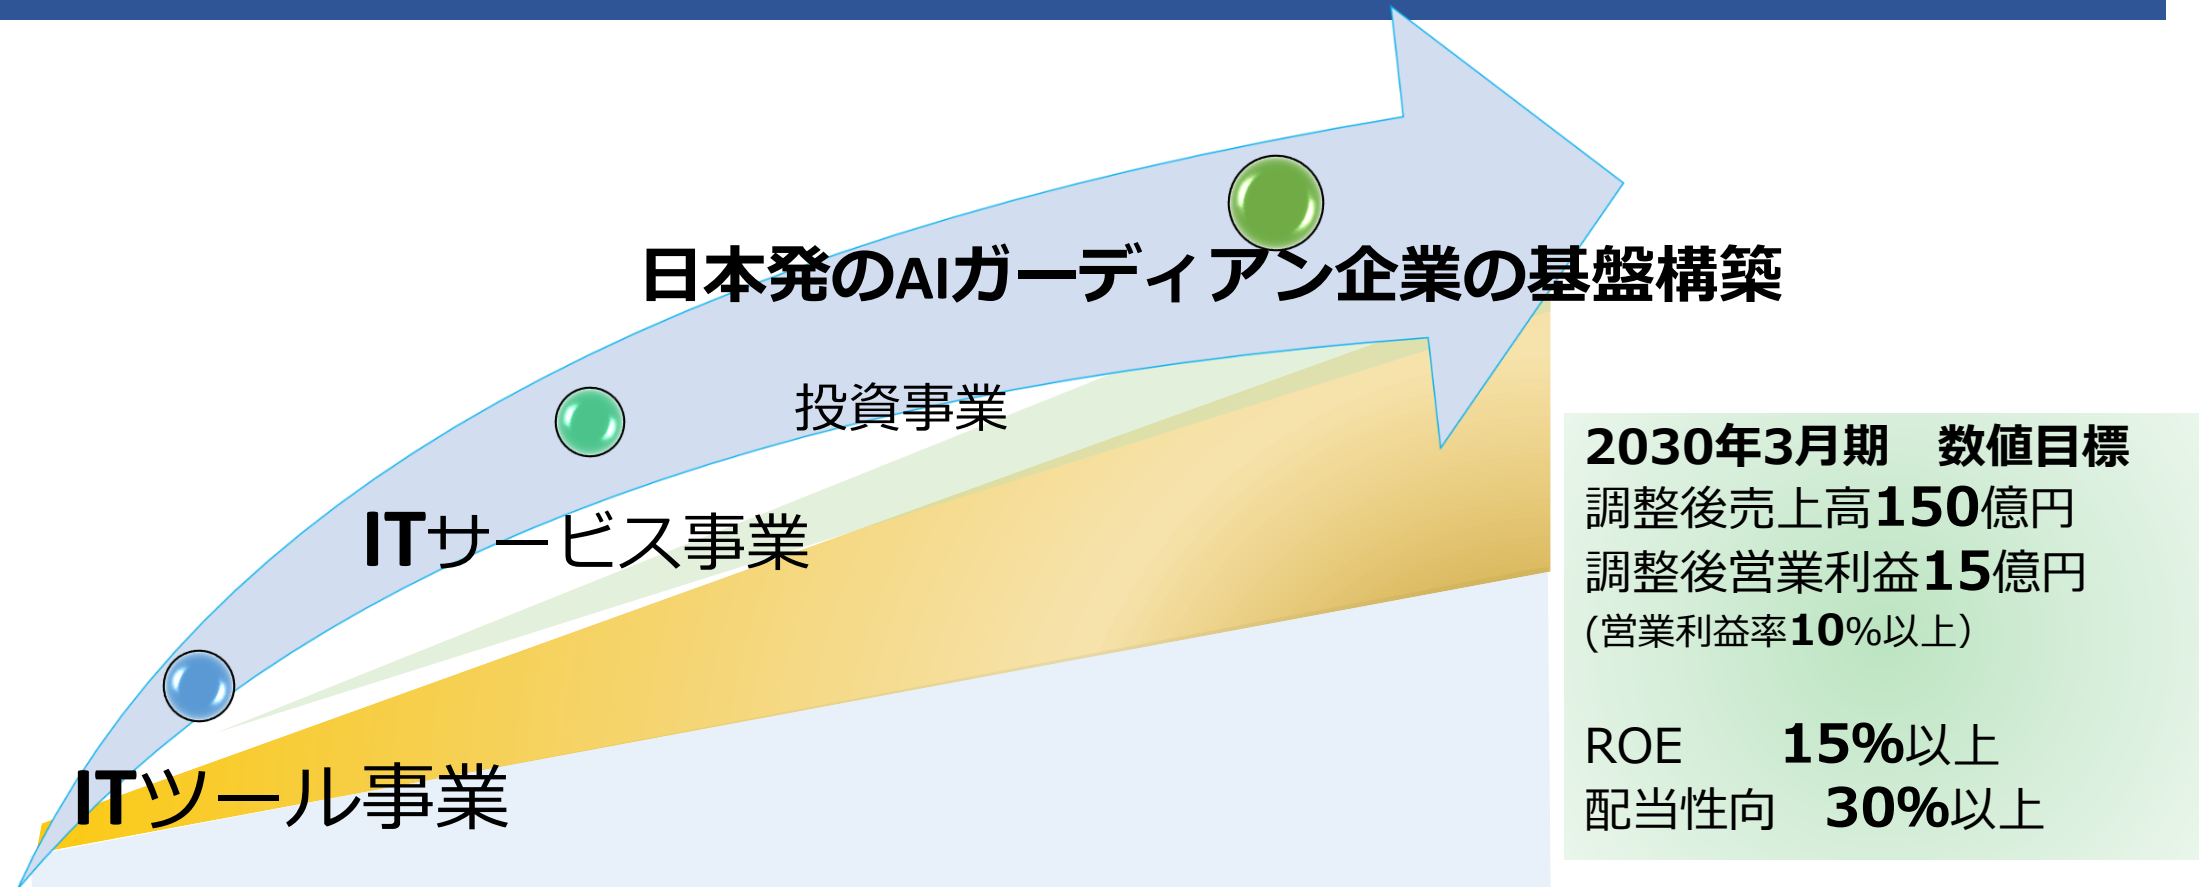 日本発のAIガーディアン企業の基盤構築
投資事業
ITサービス事業
ITツール事業
2030年3月期　数値目標
調整後売上高150億円
調整後営業利益15億円
(営業利益率10%以上）
ROE　　15%以上
配当性向　30%以上